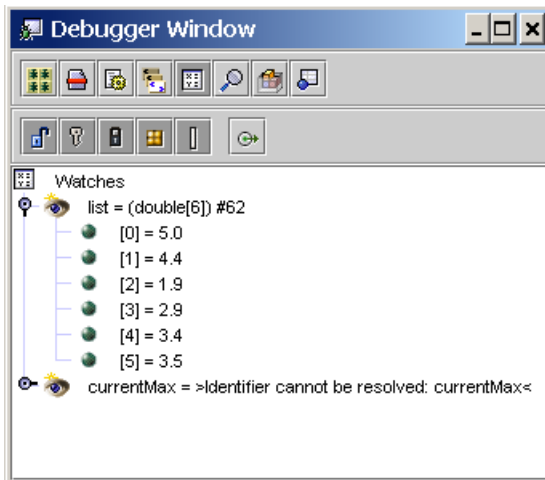 Debugger Window
Watches
list = (double[6]) #62
[0] = 5.0
[1] = 4.4
[2] = 1.9
[3] = 2.9
[4] = 3.4
[5] = 3.5
currentMax = >Identifier cannot be resolved: currentMax<